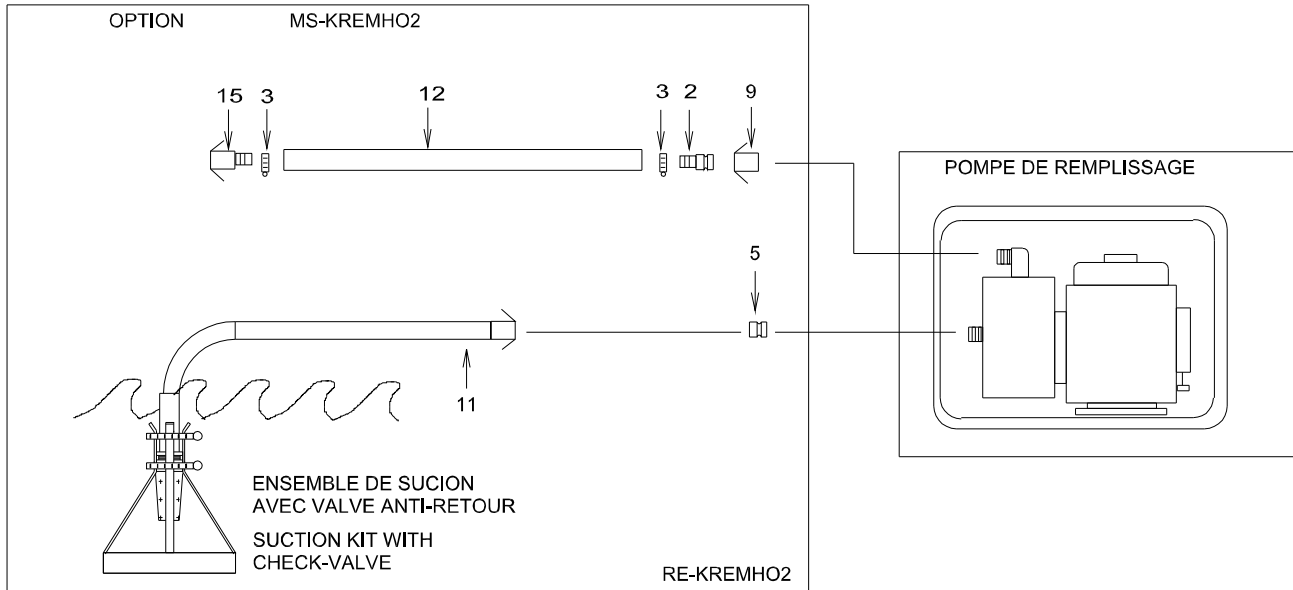 OPTION MS-KREMHO2
15 3 12 3 2 9
POMPE DE REMPLISSAGE
5
11
ENSEMBLE DE SUCION
AVEC VALVE ANTI-RETOUR
SUCTION KIT WITH
CHECK-VALVE
RE-KREMHO2